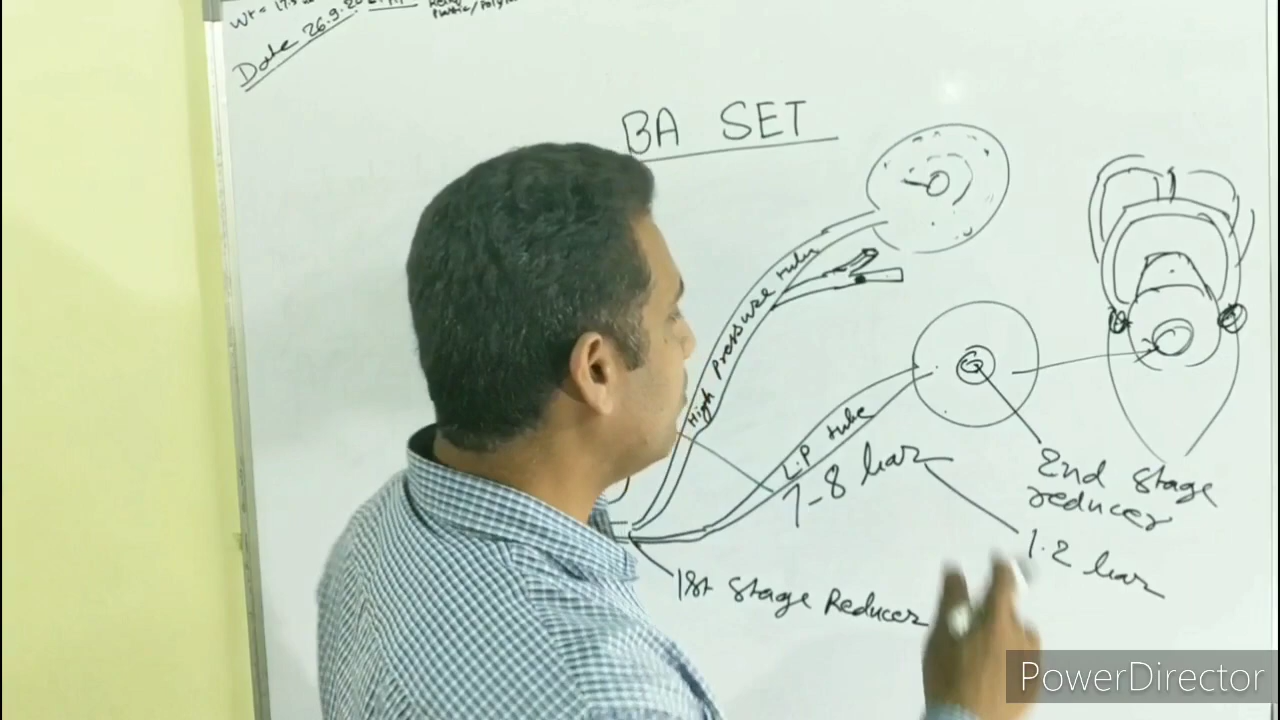 Date 26.9.20
BA SET
High Pressure tube
L.P tube
7-8 bar
2nd Stage
reducer
1.2 bar
1st Stage Reducer
PowerDirector